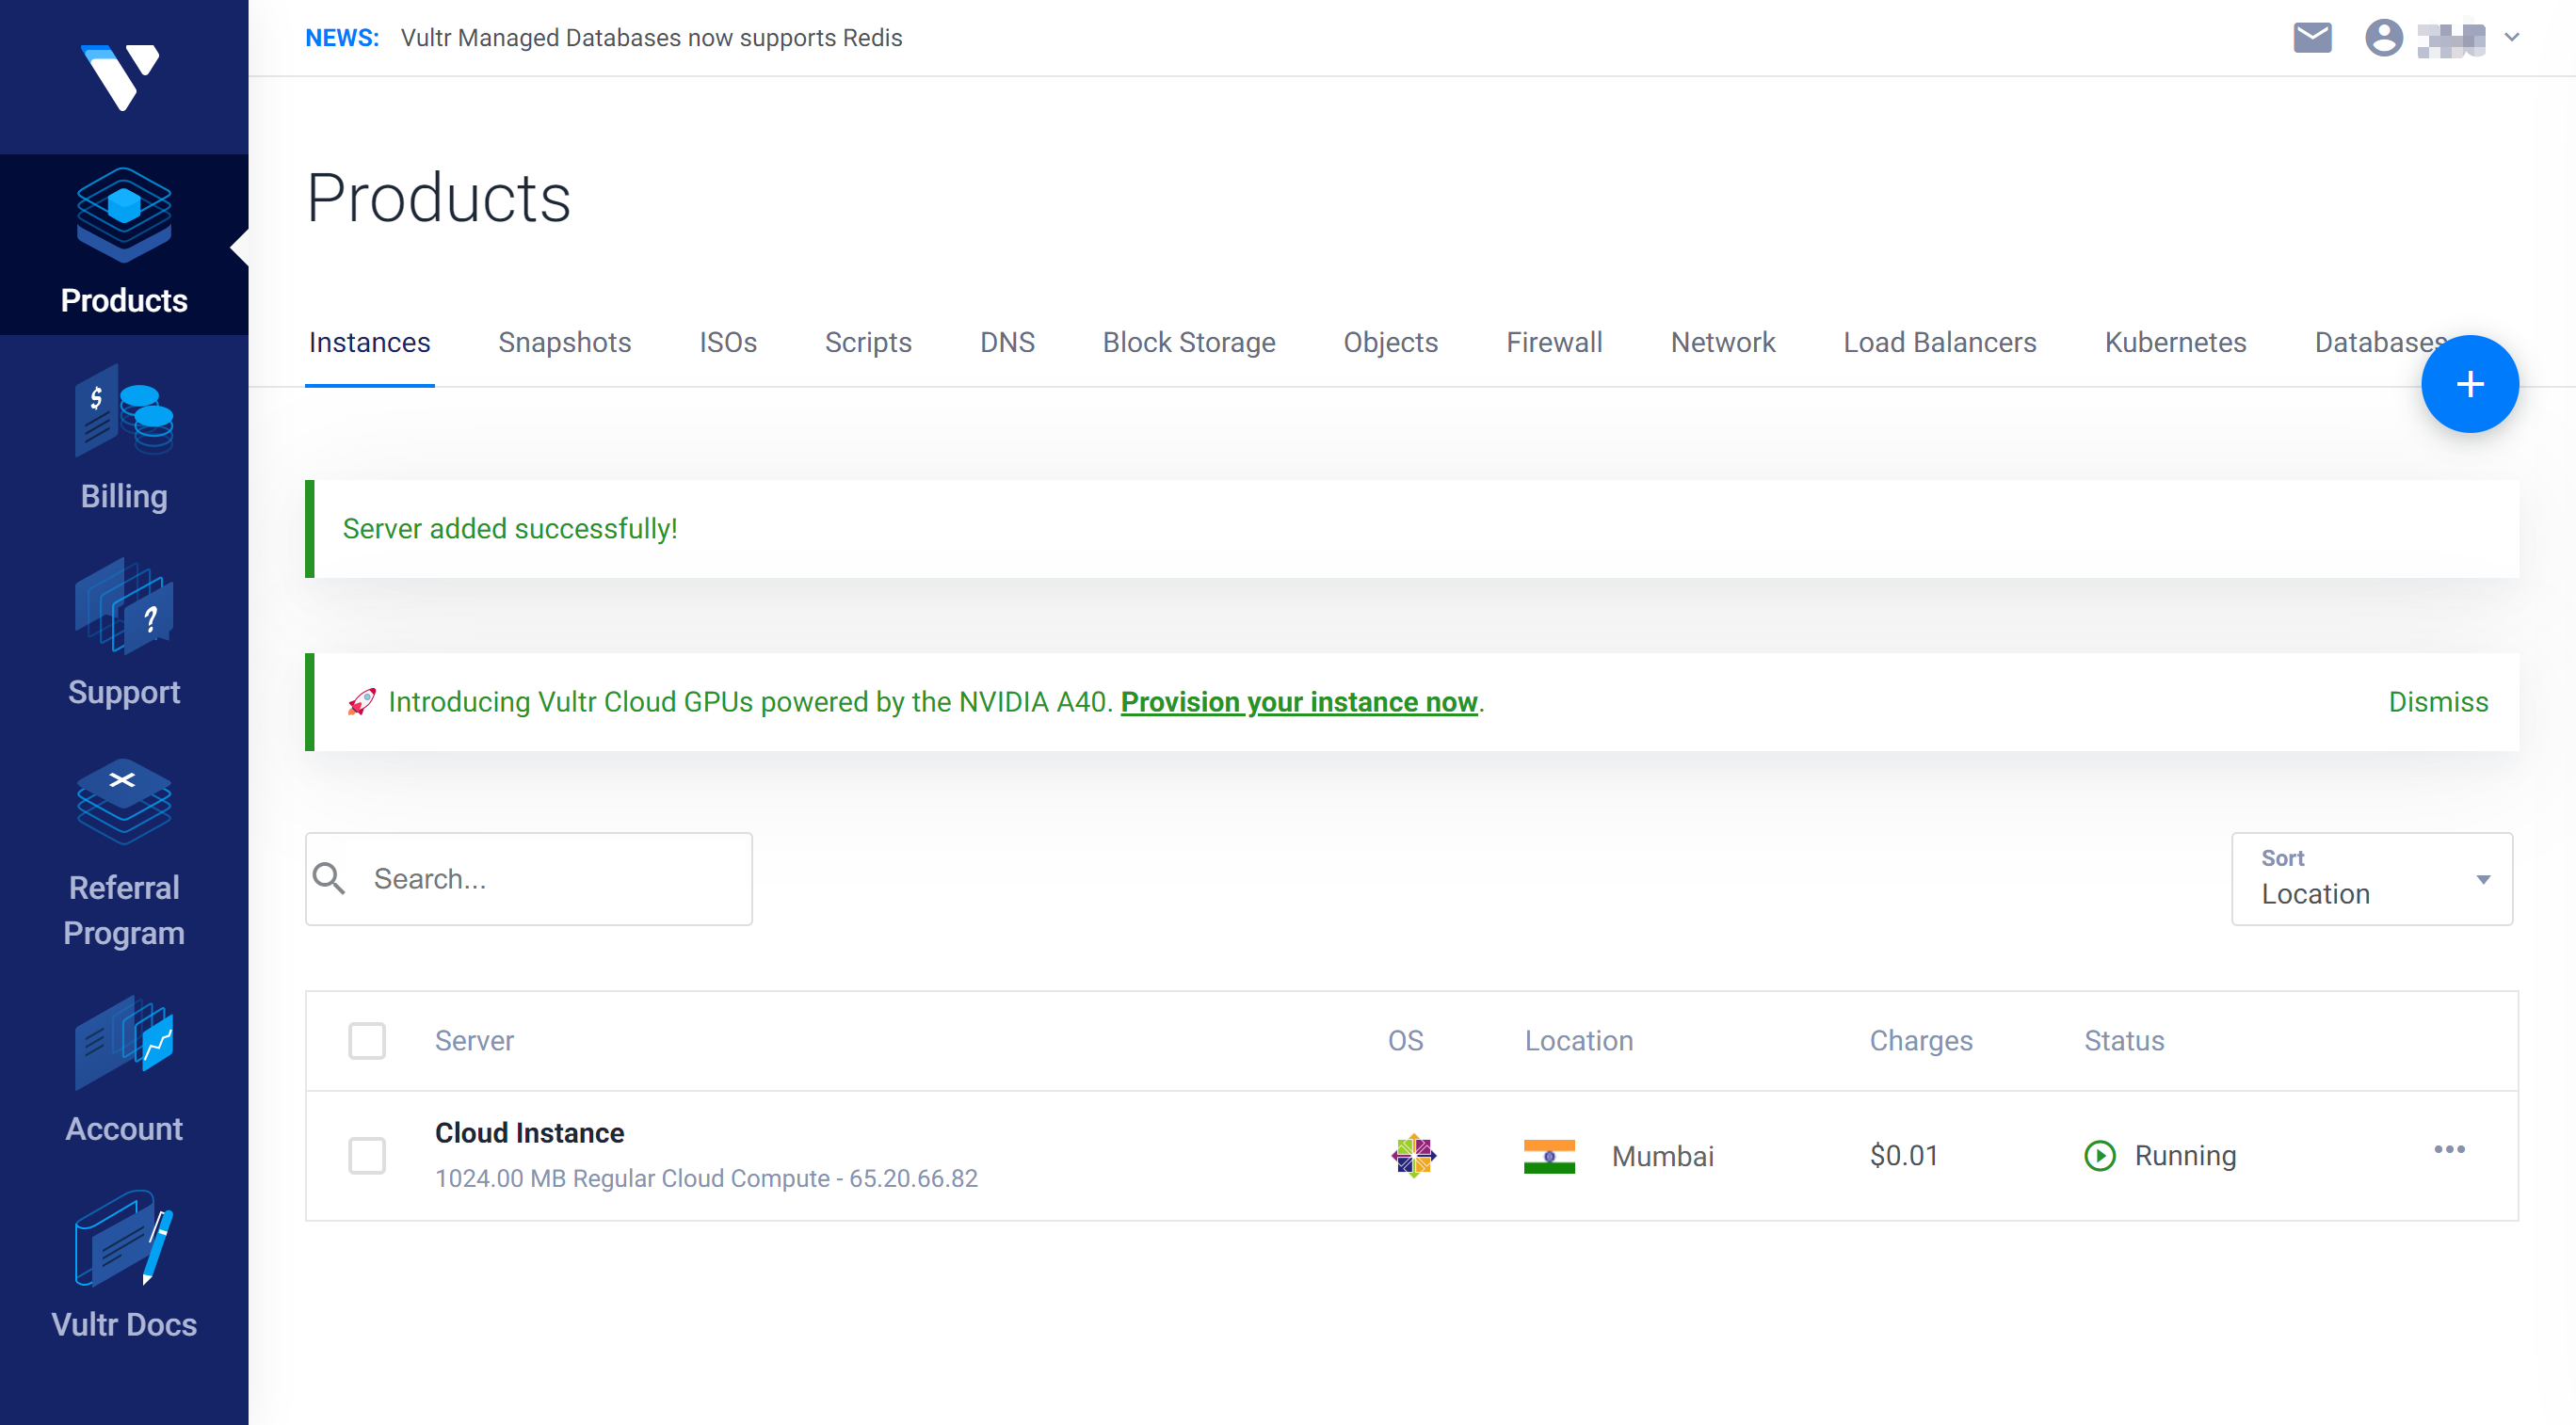 NEWS: Vultr Managed Databases now supports Redis
Products
Products
Instances Snapshots ISOs Scripts DNS Block Storage Objects Firewall Network Load Balancers Kubernetes Databases
+
Billing
Server added successfully!
Support
Introducing Vultr Cloud GPUs powered by the NVIDIA A40. Provision your instance now. Dismiss
Search...
Sort
Location
Referral
Program
Server OS Location Charges Status
Account
Cloud Instance
1024.00 MB Regular Cloud Compute - 65.20.66.82
Mumbai $0.01 Running
Vultr Docs